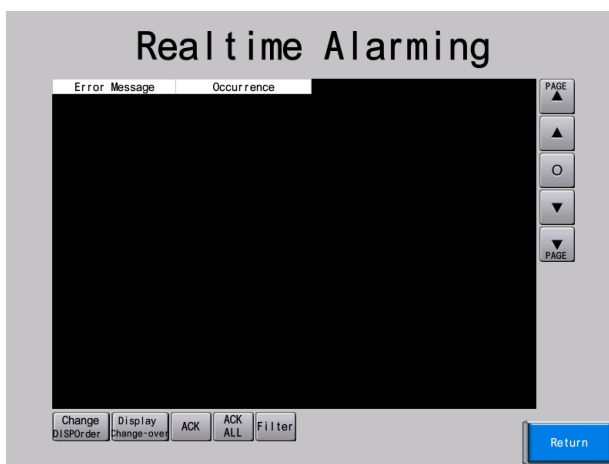 Realtime Alarming
Error Message Occurrence
PAGE
▲
▲
O
▼
▼
PAGE
Change DISPOrder
Display Change-over
ACK
ACK ALL
Filter
Return